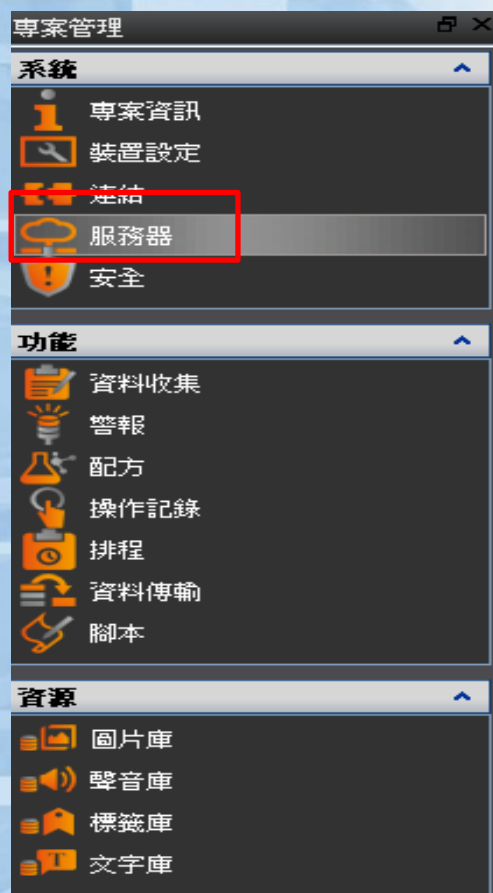 專案管理
系統
專案資訊
裝置設定
連結
服務器
安全
功能
資料收集
警報
配方
操作記錄
排程
資料傳輸
腳本
資源
圖片庫
聲音庫
標籤庫
文字庫